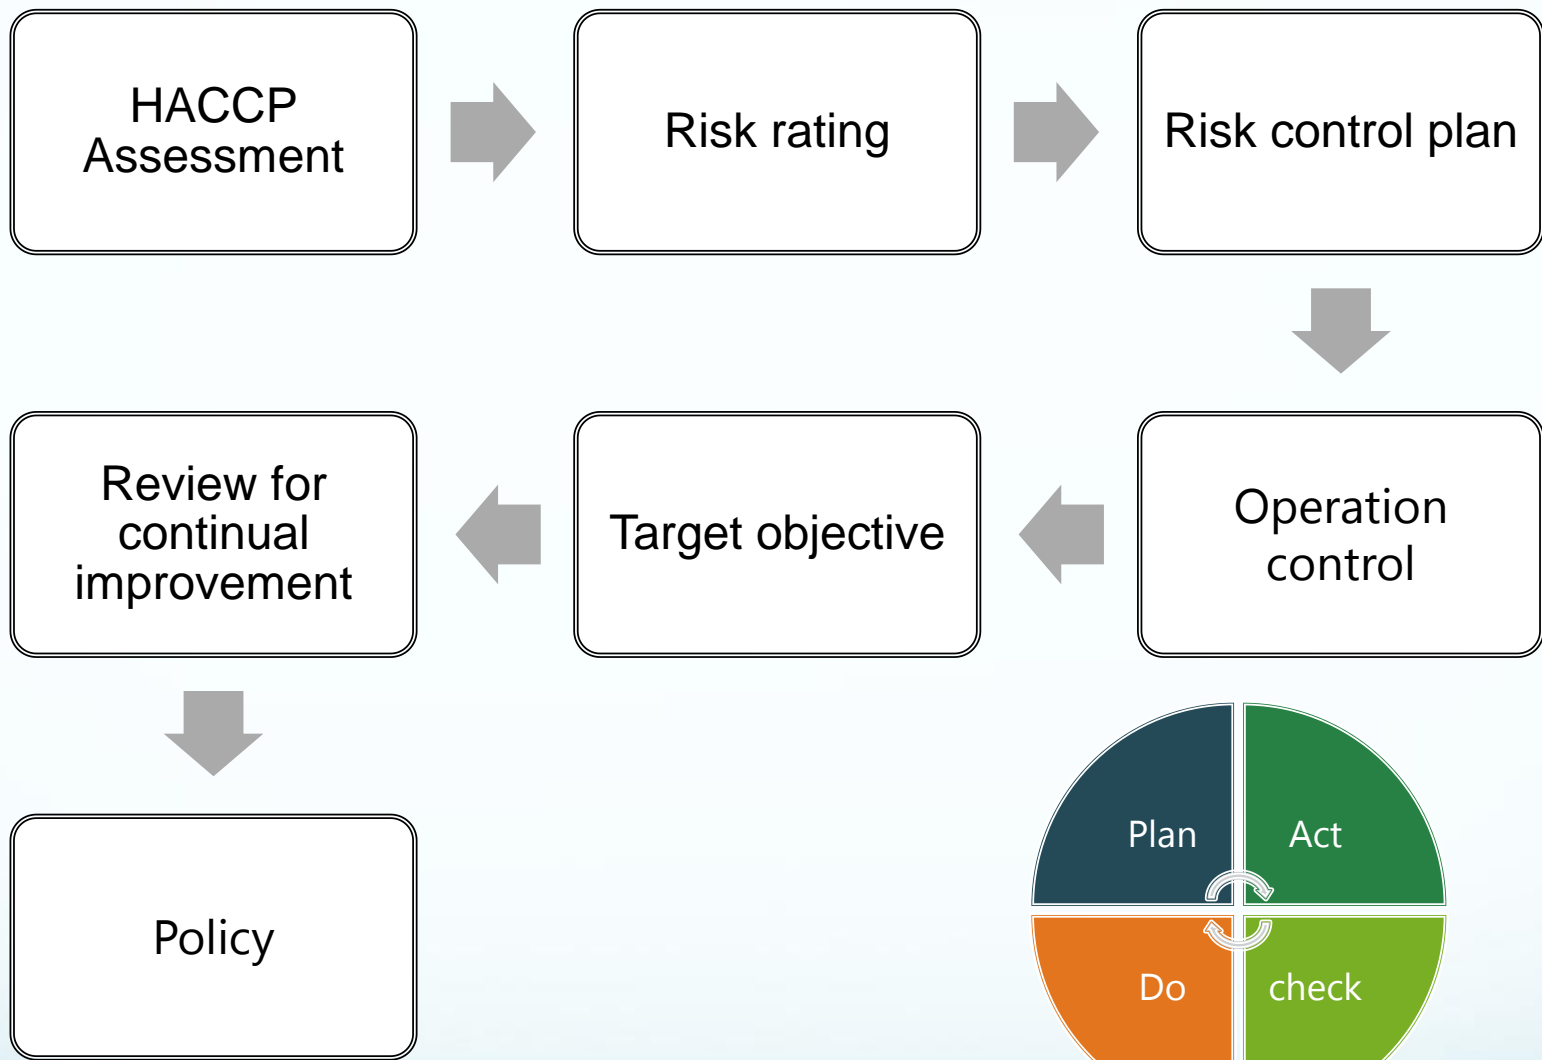 HACCP
Assessment
Risk rating
Risk control plan
Review for
continual
improvement
Target objective
Operation
control
Policy
Plan
Act
Do
check